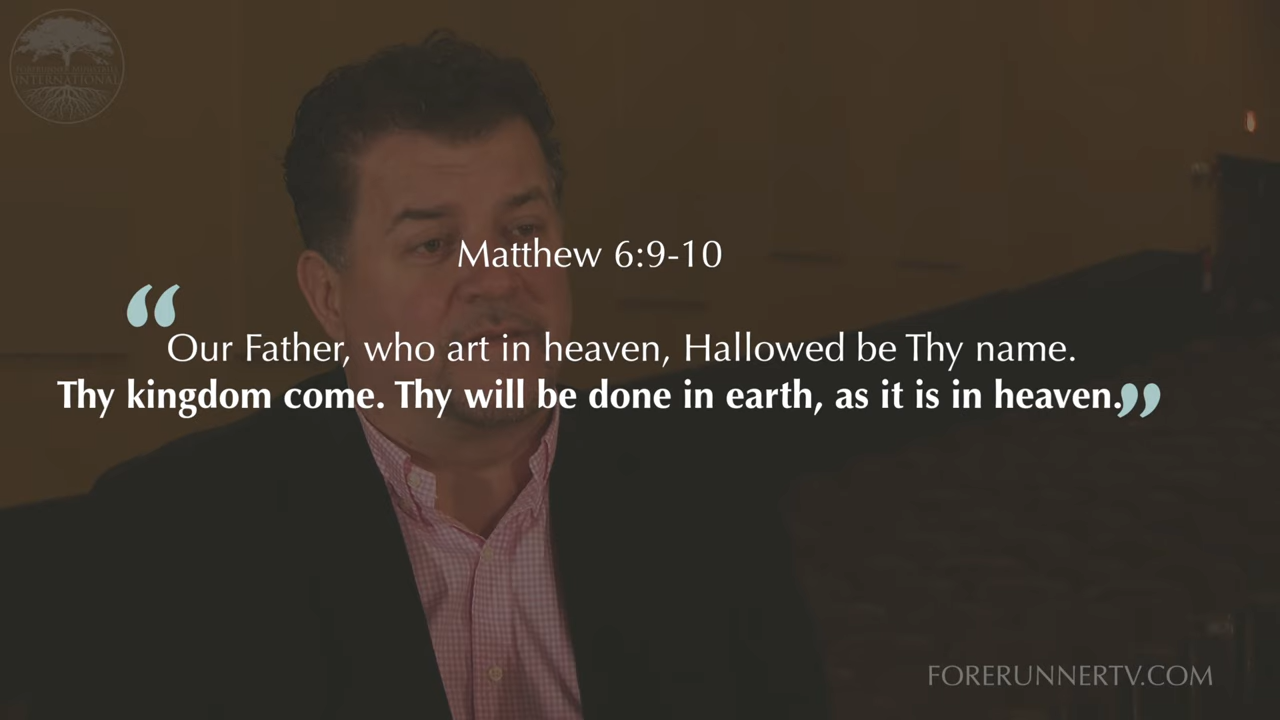 INTERNATIONAL
Matthew 6:9-10
“Our Father, who art in heaven, Hallowed be Thy name.
Thy kingdom come. Thy will be done in earth, as it is in heaven.”
FORERUNNERTV.COM